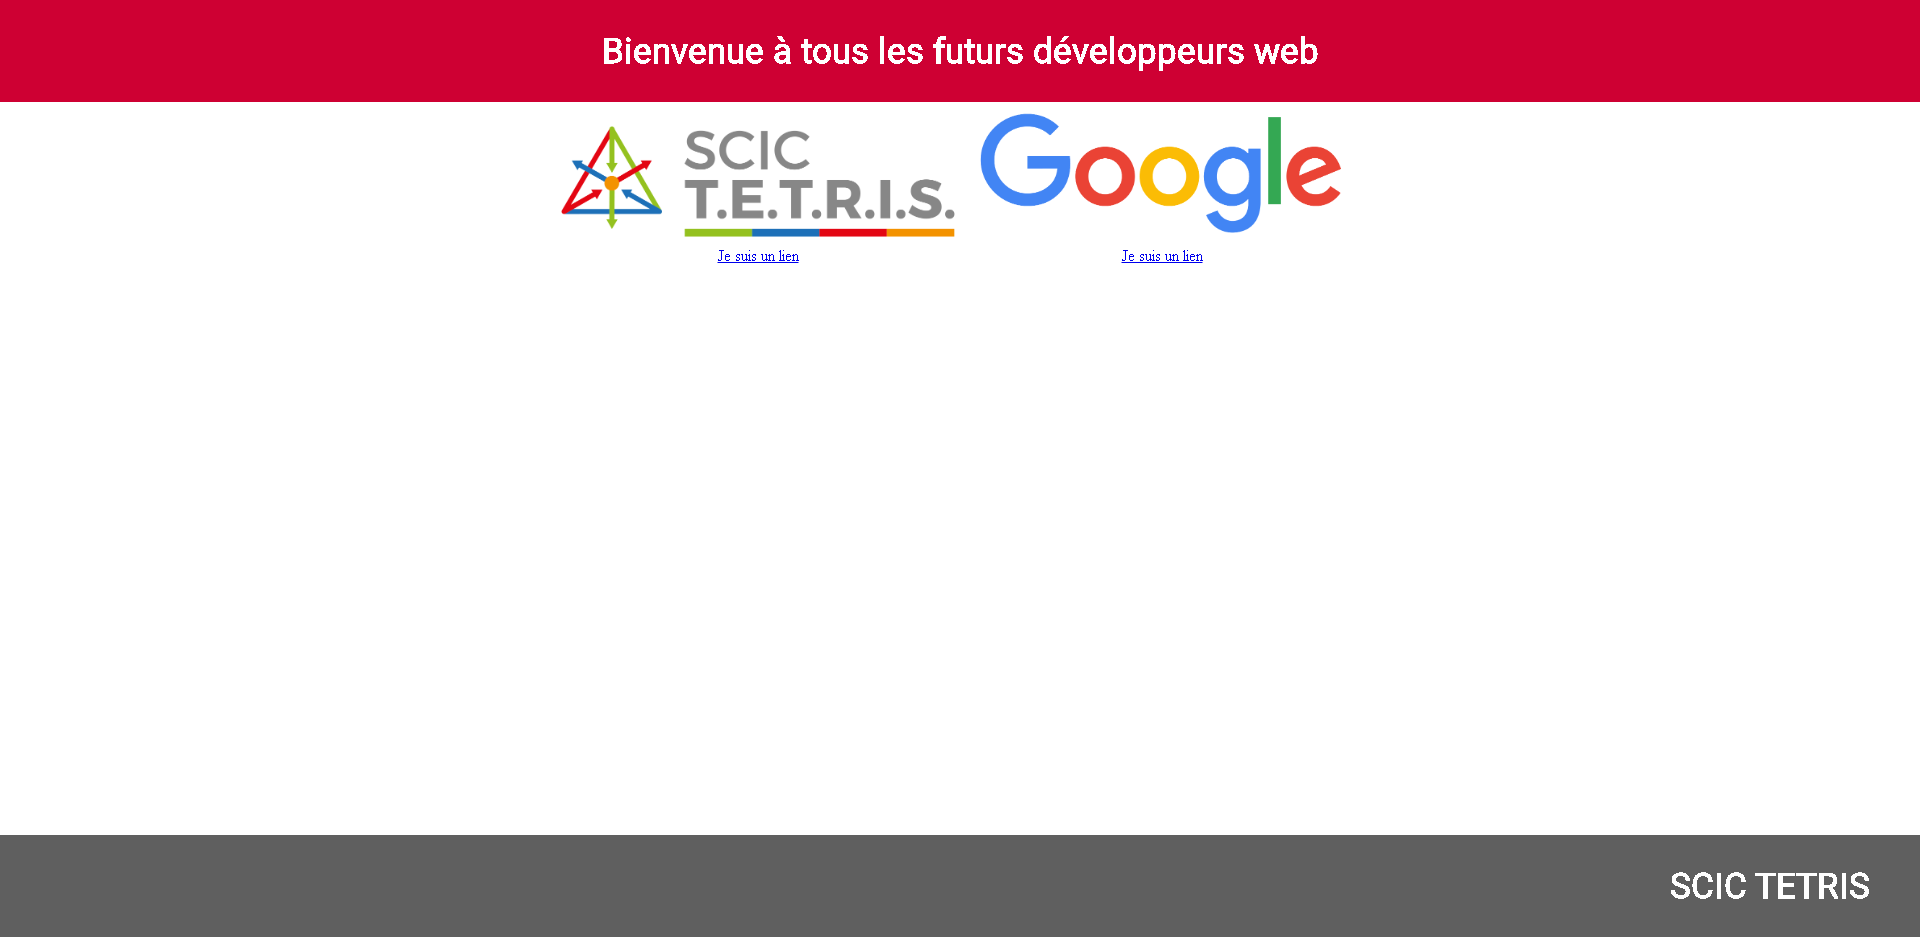 Bienvenue à tous les futurs développeurs web
SCIC
T.E.T.R.I.S.
Google
Je suis un lien
Je suis un lien
SCIC TETRIS